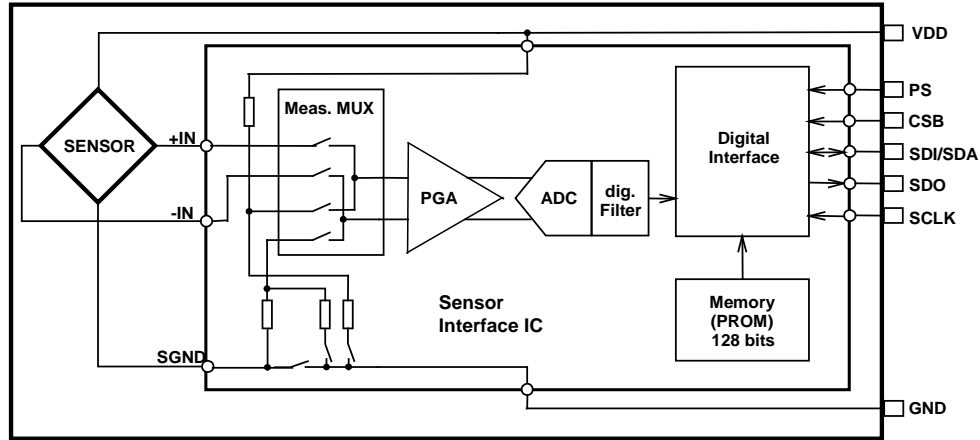 VDD
PS
Meas. MUX
CSB
+IN
SENSOR
Digital
Interface
SDI/SDA
SDO
-IN
PGA
ADC
dig.
Filter
SCLK
Sensor
Interface IC
Memory
(PROM)
128 bits
SGND
GND